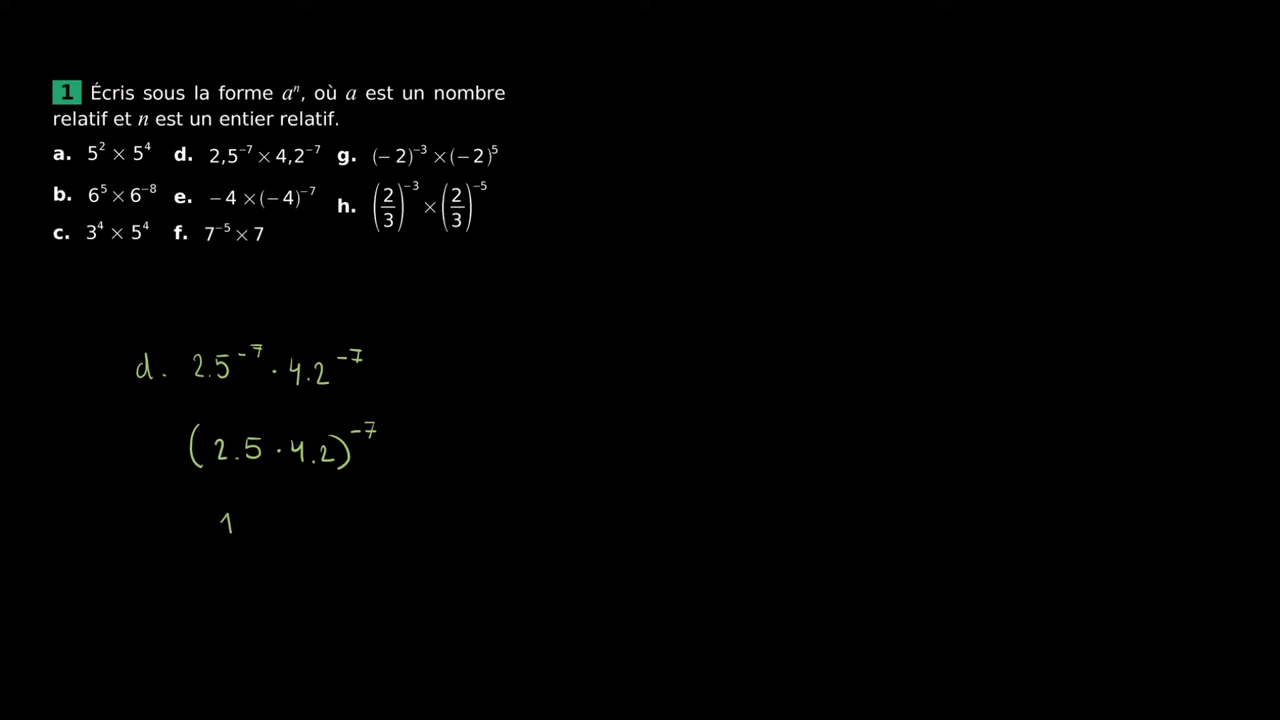 1 Écris sous la forme aⁿ, où a est un nombre
relatif et n est un entier relatif.
a. 5² × 5⁴ d. 2,5⁻⁷ × 4,2⁻⁷ g. (−2)⁻³ × (−2)⁵
b. 6⁵ × 6⁻⁸ e. −4 × (−4)⁻⁷ h. (2/3)⁻³ × (2/3)⁻⁵
c. 3⁴ × 5⁴ f. 7⁻⁵ × 7
d. 2.5⁻⁷ · 4.2⁻⁷
(2.5 · 4.2)⁻⁷
1